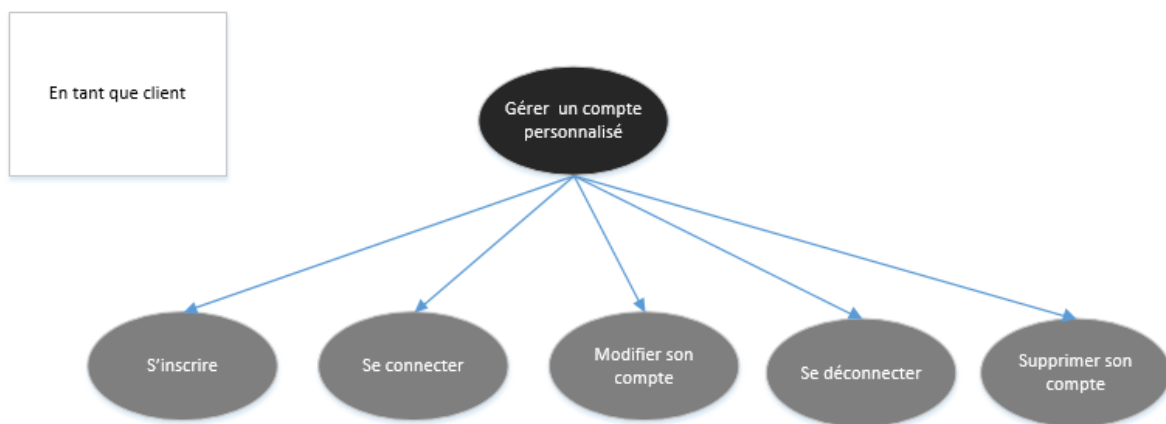 En tant que client
Gérer un compte
personnalisé
S'inscrire
Se connecter
Modifier son
compte
Se déconnecter
Supprimer son
compte